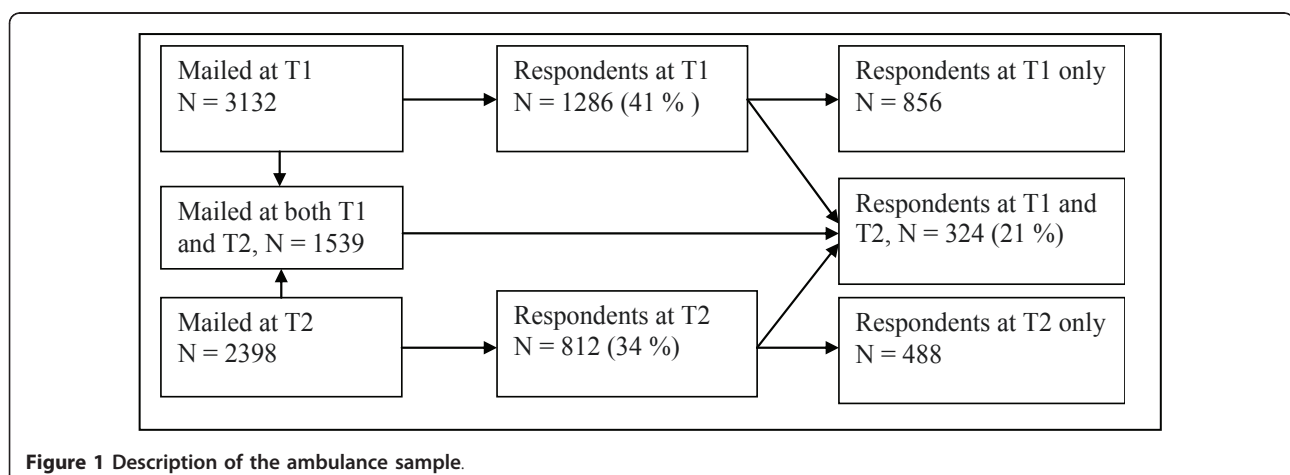 Mailed at T1
N = 3132
Respondents at T1
N = 1286 (41 % )
Respondents at T1 only
N = 856
Mailed at both T1
and T2, N = 1539
Respondents at T1 and
T2, N = 324 (21 %)
Mailed at T2
N = 2398
Respondents at T2
N = 812 (34 %)
Respondents at T2 only
N = 488
Figure 1 Description of the ambulance sample.